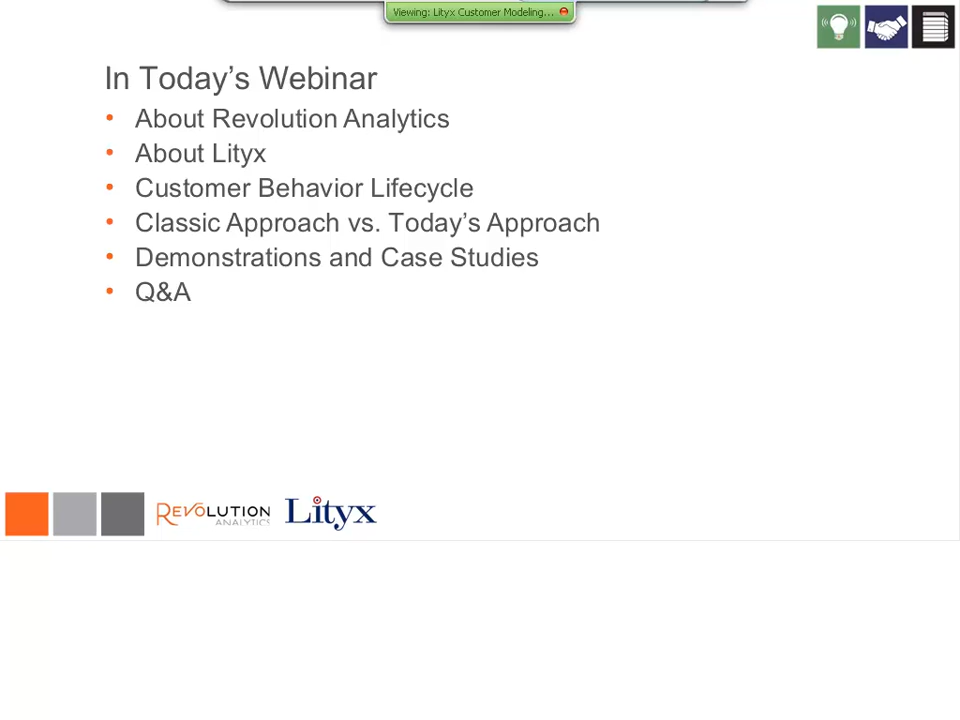 Viewing: Lityx Customer Modeling...
In Today's Webinar
• About Revolution Analytics
• About Lityx
• Customer Behavior Lifecycle
• Classic Approach vs. Today's Approach
• Demonstrations and Case Studies
• Q&A
REVOLUTION
ANALYTICS
Lityx